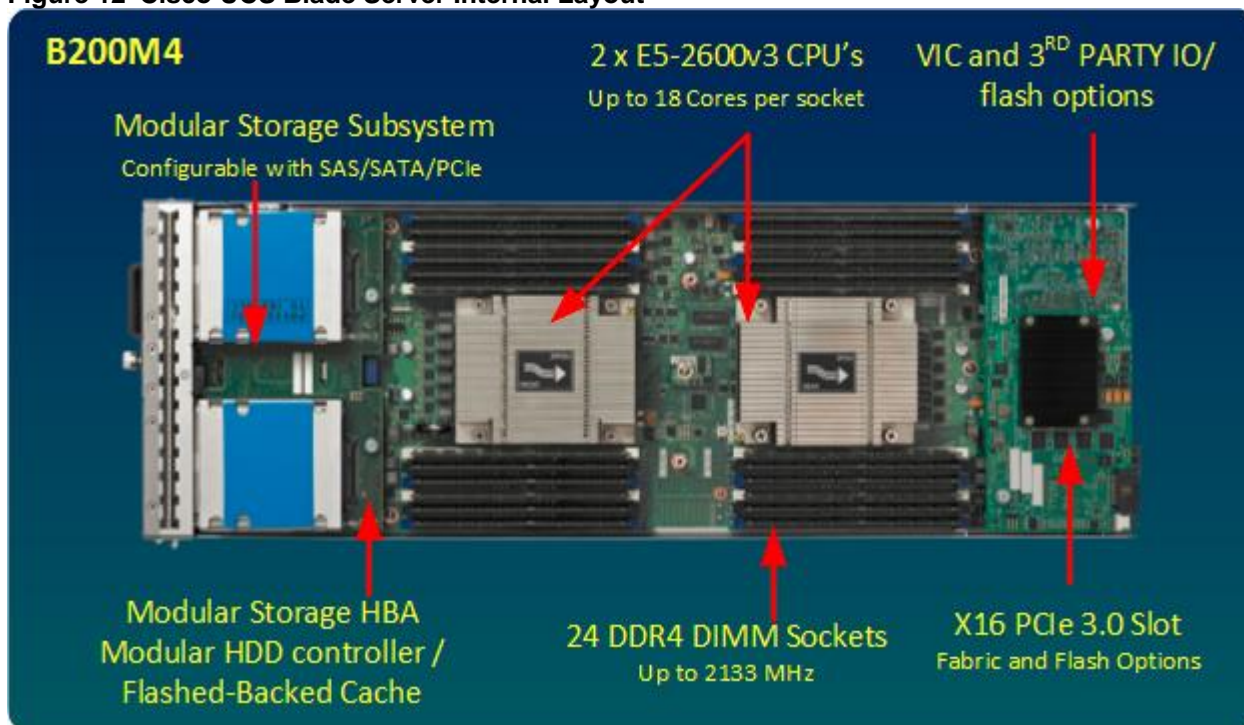 Figure 12 Cisco UCS Blade Server Internal Layout
B200M4
2 x E5-2600v3 CPU's
Up to 18 Cores per socket
VIC and 3RD PARTY IO/
flash options
Modular Storage Subsystem
Configurable with SAS/SATA/PCIe
Modular Storage HBA
Modular HDD controller /
Flashed-Backed Cache
24 DDR4 DIMM Sockets
Up to 2133 MHz
X16 PCIe 3.0 Slot
Fabric and Flash Options